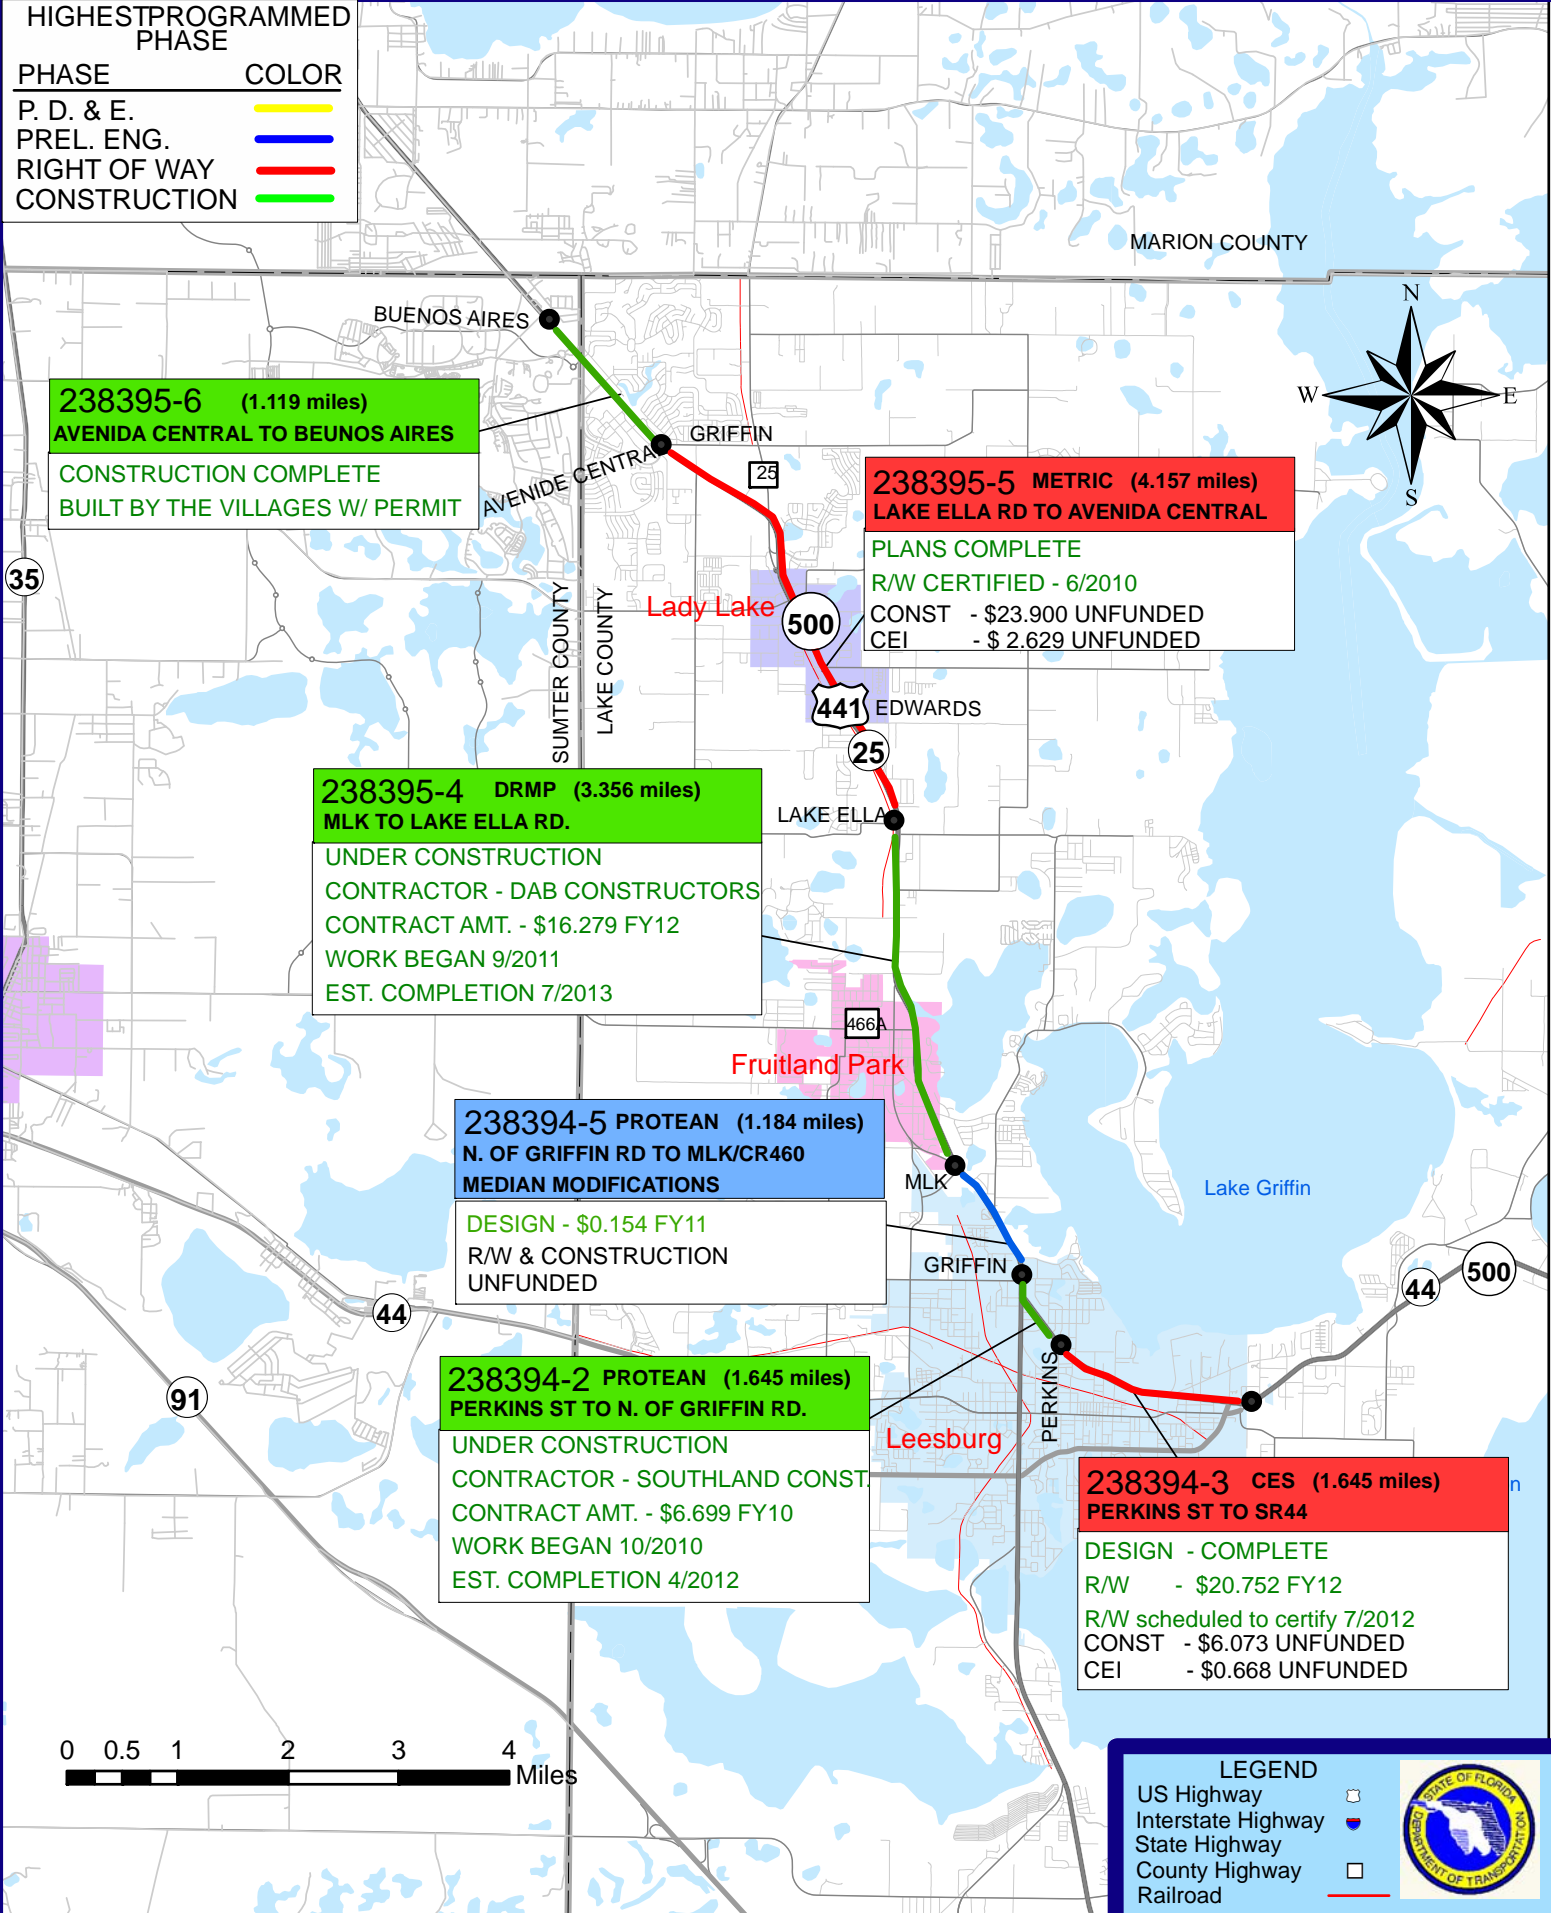 HIGHEST PROGRAMMED
PHASE
PHASE COLOR
P. D. & E.
PREL. ENG.
RIGHT OF WAY
CONSTRUCTION
MARION COUNTY
N
W E
S
BUENOS AIRES
238395-6 (1.119 miles)
AVENIDA CENTRAL TO BEUNOS AIRES
CONSTRUCTION COMPLETE
BUILT BY THE VILLAGES W/ PERMIT
GRIFFIN
AVENIDE CENTRAL
25
238395-5 METRIC (4.157 miles)
LAKE ELLA RD TO AVENIDA CENTRAL
PLANS COMPLETE
R/W CERTIFIED - 6/2010
CONST - $23.900 UNFUNDED
CEI - $ 2.629 UNFUNDED
35
SUMTER COUNTY
LAKE COUNTY
Lady Lake
500
441
EDWARDS
25
238395-4 DRMP (3.356 miles)
MLK TO LAKE ELLA RD.
UNDER CONSTRUCTION
CONTRACTOR - DAB CONSTRUCTORS
CONTRACT AMT. - $16.279 FY12
WORK BEGAN 9/2011
EST. COMPLETION 7/2013
LAKE ELLA
466A
Fruitland Park
238394-5 PROTEAN (1.184 miles)
N. OF GRIFFIN RD TO MLK/CR460
MEDIAN MODIFICATIONS
DESIGN - $0.154 FY11
R/W & CONSTRUCTION
UNFUNDED
MLK
Lake Griffin
GRIFFIN
500
44
44
91
238394-2 PROTEAN (1.645 miles)
PERKINS ST TO N. OF GRIFFIN RD.
UNDER CONSTRUCTION
CONTRACTOR - SOUTHLAND CONST.
CONTRACT AMT. - $6.699 FY10
WORK BEGAN 10/2010
EST. COMPLETION 4/2012
PERKINS
Leesburg
238394-3 CES (1.645 miles)
PERKINS ST TO SR44
DESIGN - COMPLETE
R/W - $20.752 FY12
R/W scheduled to certify 7/2012
CONST - $6.073 UNFUNDED
CEI - $0.668 UNFUNDED
n
0 0.5 1 2 3 4
Miles
LEGEND
US Highway
Interstate Highway
State Highway
County Highway
Railroad
STATE OF FLORIDA
DEPARTMENT OF TRANSPORTATION